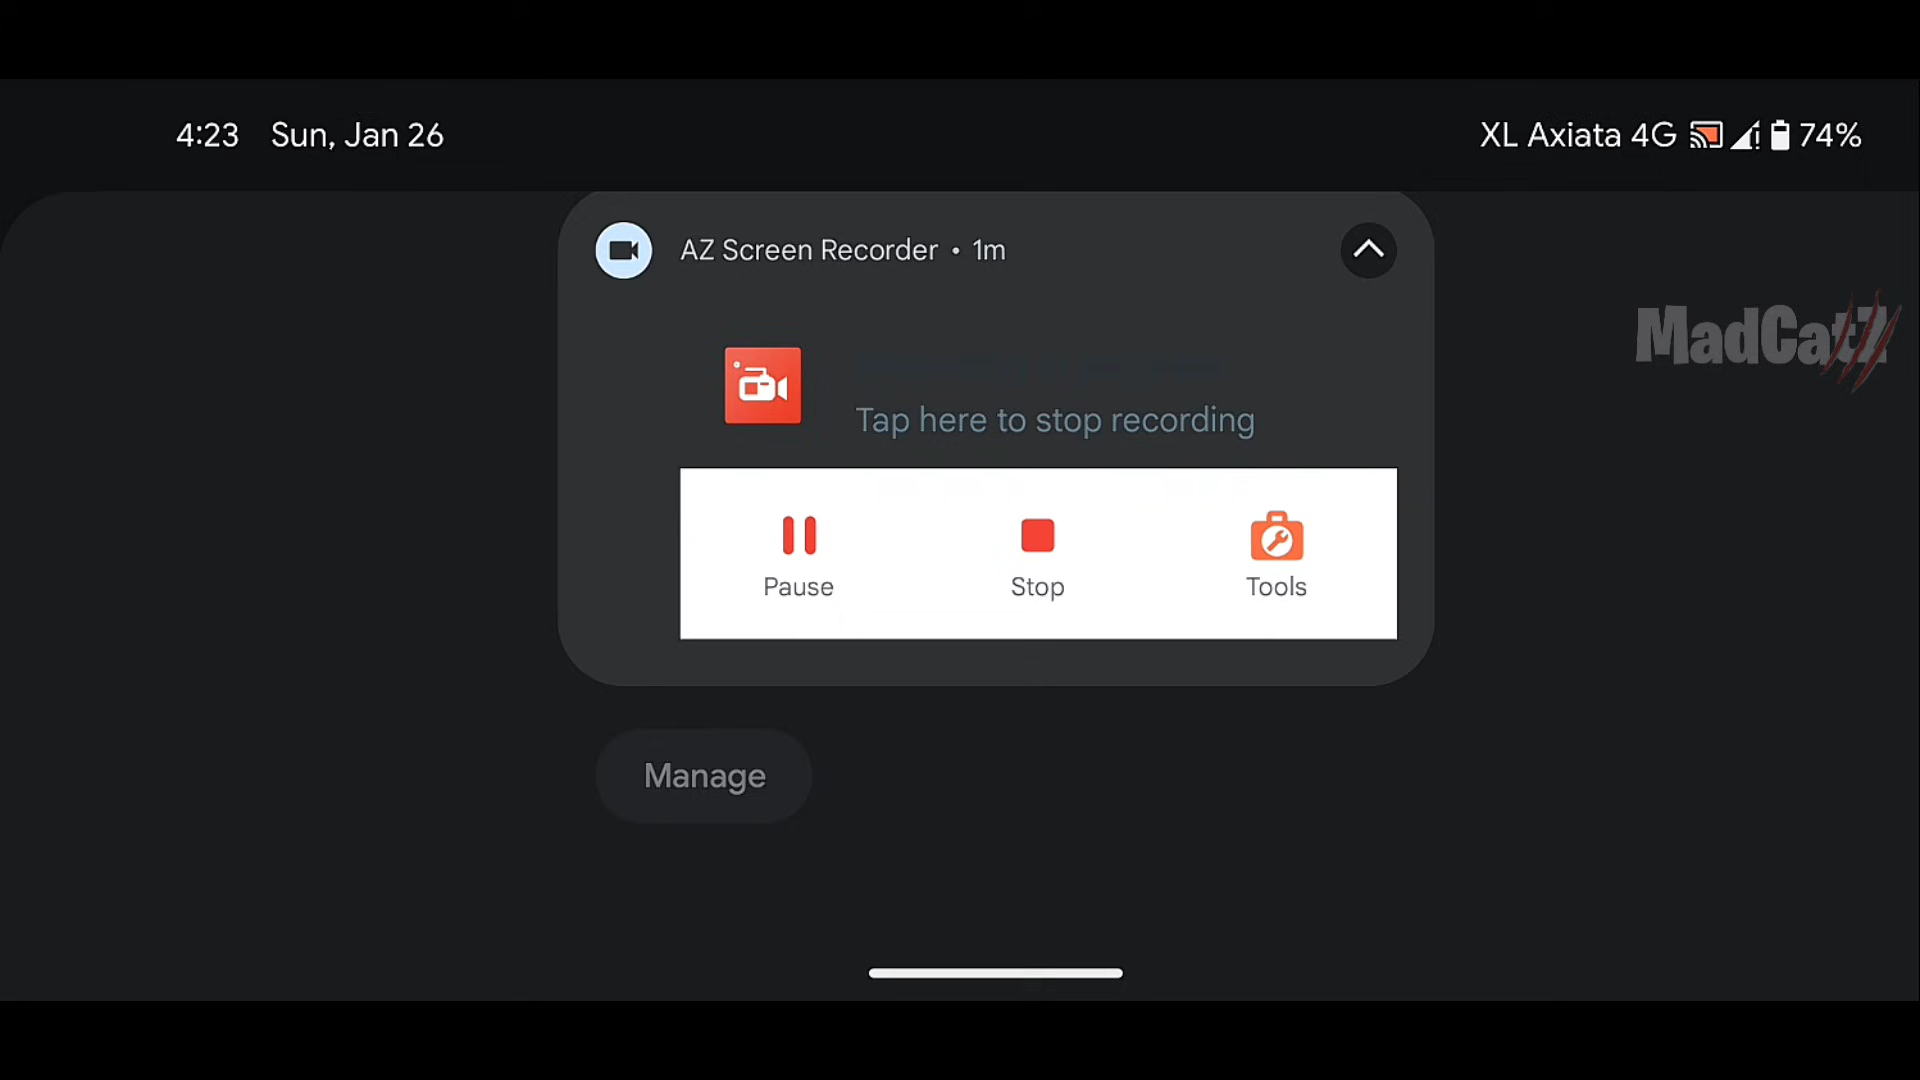 4:23 Sun, Jan 26
XL Axiata 4G 74%
AZ Screen Recorder • 1m
MadCatZ
Tap here to stop recording
Pause Stop Tools
Manage